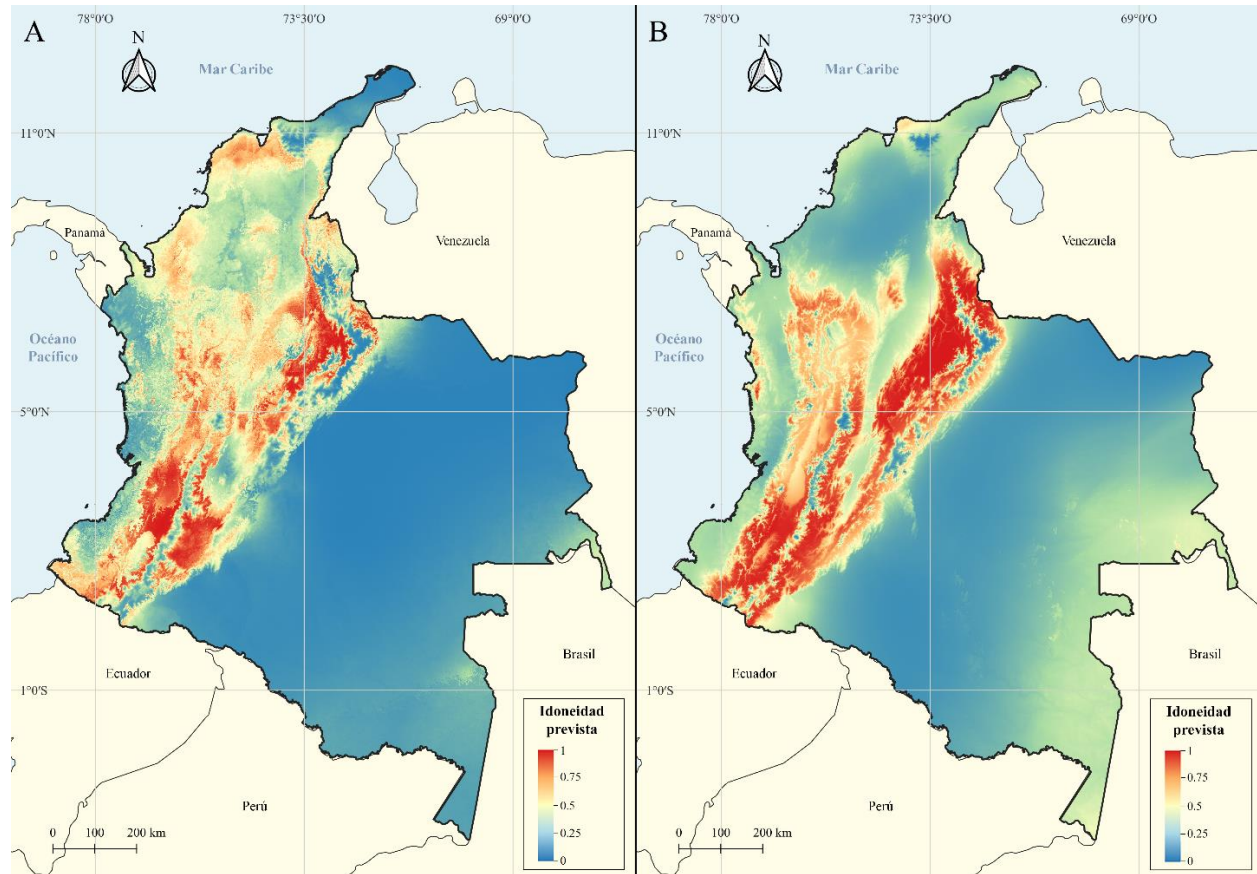 A
78°0'O
73°30'O
69°0'O
N
Mar Caribe
11°0'N
Panamá
Venezuela
Océano
Pacífico
5°0'N
Ecuador
Brasil
1°0'S
Perú
Idoneidad
prevista
1
0.75
0.5
0.25
0
0 100 200 km
B
78°0'O
73°30'O
69°0'O
N
Mar Caribe
11°0'N
Panamá
Venezuela
Océano
Pacífico
5°0'N
Ecuador
Brasil
1°0'S
Perú
Idoneidad
prevista
1
0.75
0.5
0.25
0
0 100 200 km